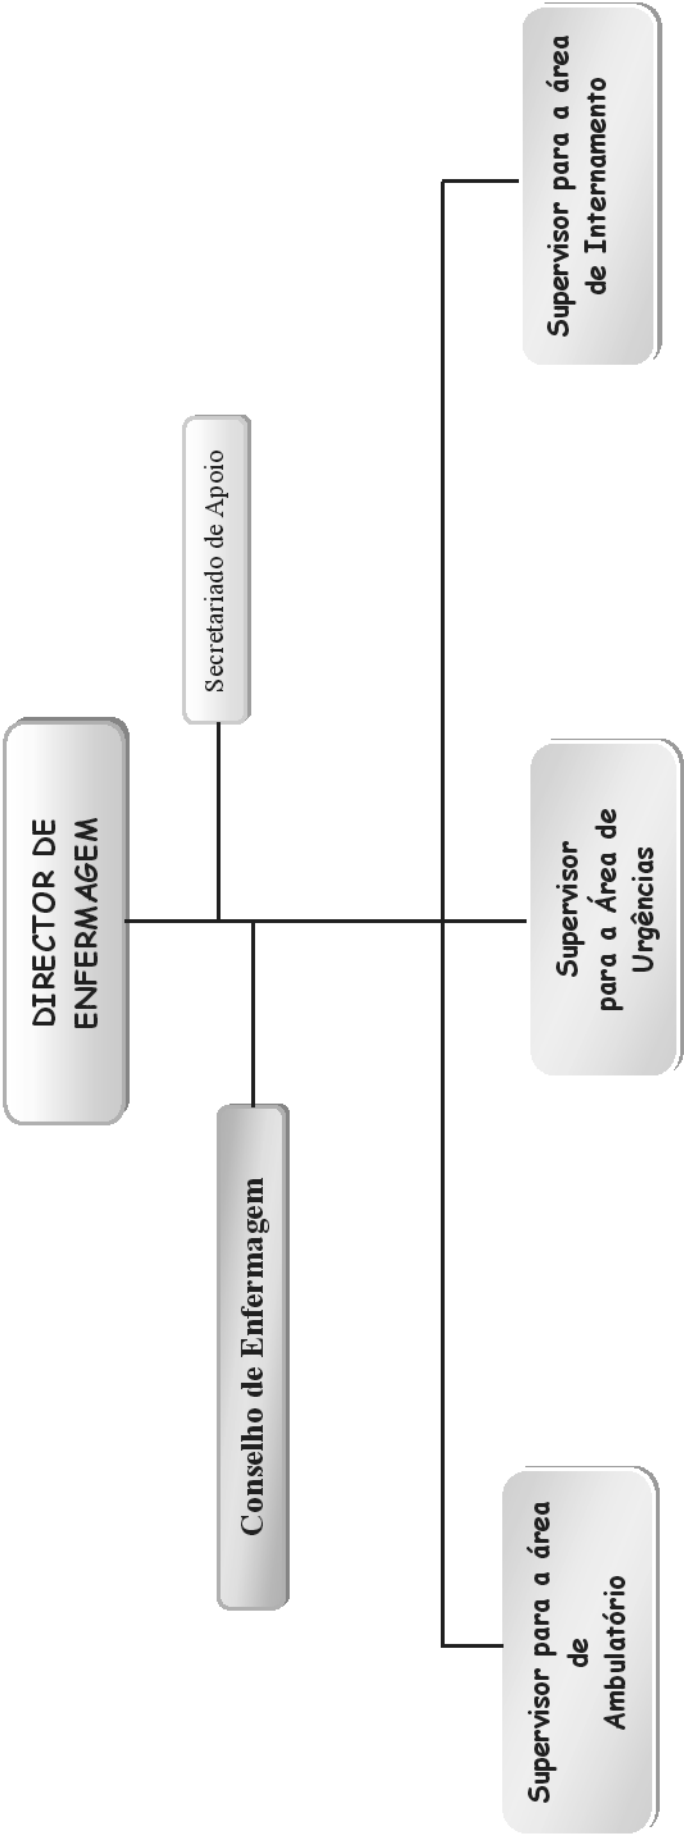 DIRECTOR DE
ENFERMAGEM
Secretariado de Apoio
Conselho de Enfermagem
Supervisor para a área
de
Ambulatório
Supervisor
para a Área de
Urgências
Supervisor para a área
de Internamento